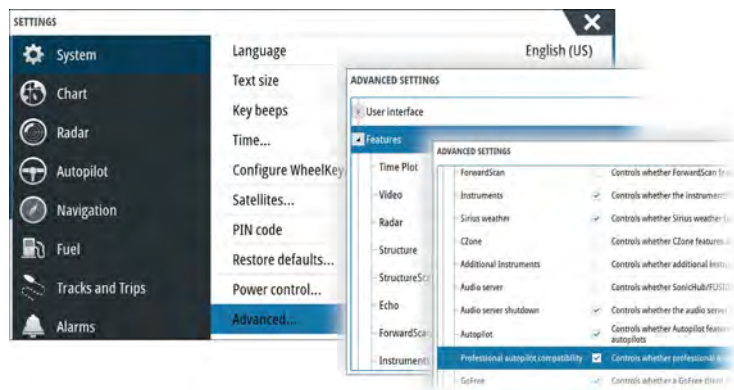 SETTINGS
System
Chart
Radar
Autopilot
Navigation
Fuel
Tracks and Trips
Alarms
Language English (US)
Text size
Key beeps
Time...
Configure WheelKey
Satellites...
PIN code
Restore defaults...
Power control...
Advanced...
ADVANCED SETTINGS
User interface
Features
Time Plot
Video
Radar
Structure
Echo
Instruments
ADVANCED SETTINGS
ForwardScan Controls whether ForwardScan
Instruments Controls whether the
Sirius weather Controls whether Sirius weather
CZone Controls whether CZone features
Additional Instruments Controls whether additional
Audio server Controls whether SonicHub/FUSI
Audio server shutdown Controls whether the audio server
Autopilot Controls whether Autopilot
autopilots
Professional autopilot compatibility Controls whether professional
GoFree Controls whether a GoFree